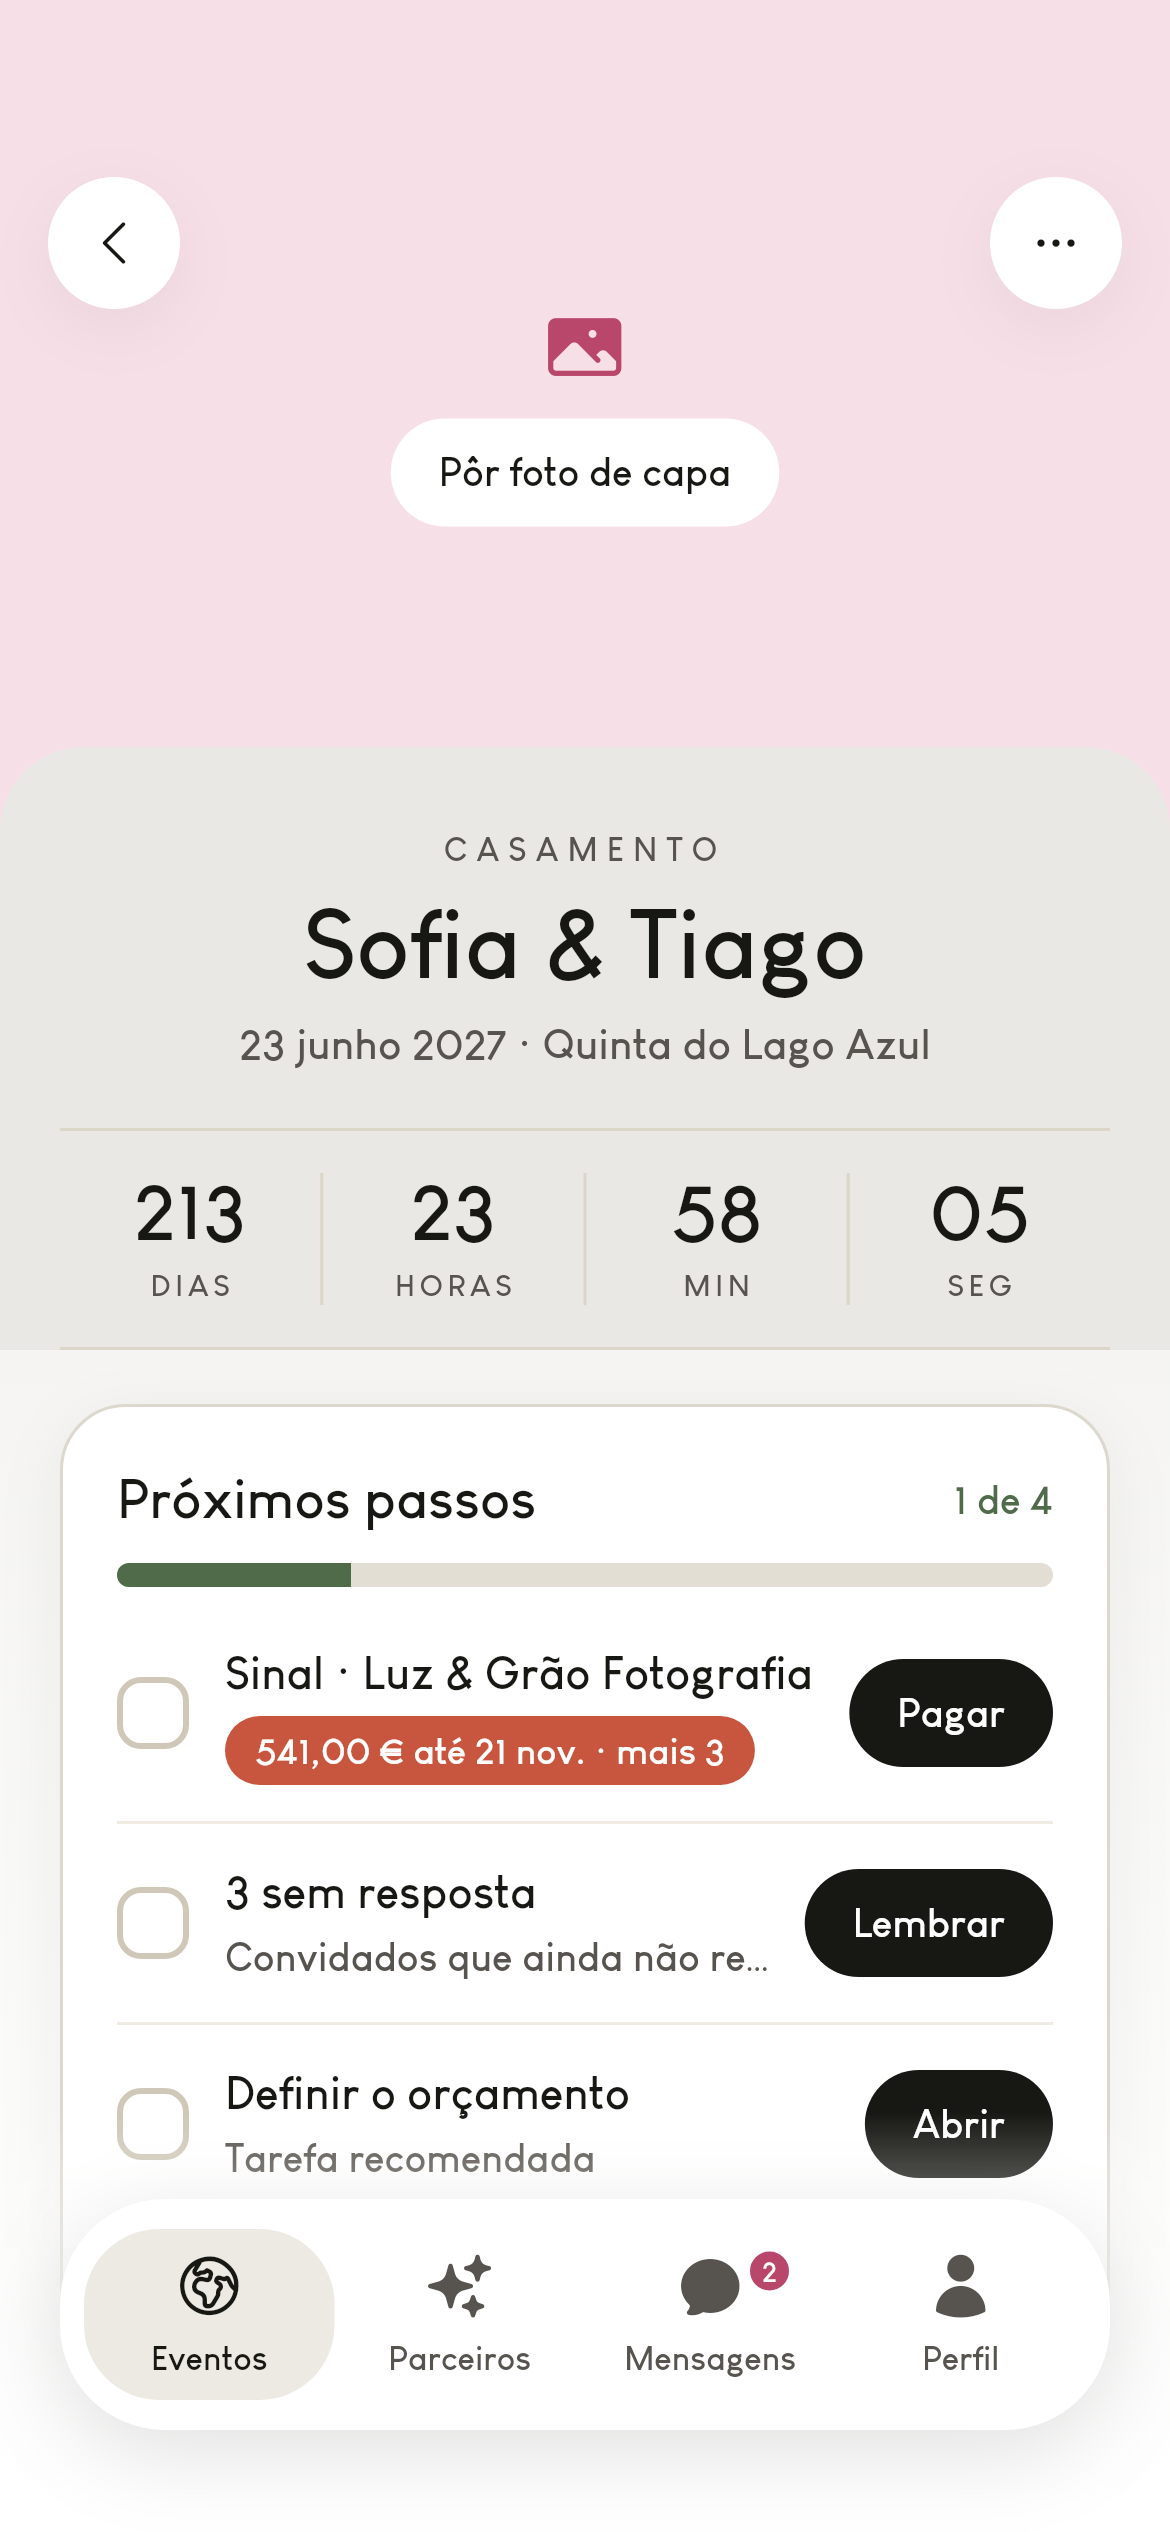 Pôr foto de capa
CASAMENTO
Sofia & Tiago
23 junho 2027 · Quinta do Lago Azul
213 23 58 05
DIAS HORAS MIN SEG
Próximos passos 1 de 4
Sinal · Luz & Grão Fotografia
541,00 € até 21 nov. · mais 3
Pagar
3 sem resposta
Convidados que ainda não re...
Lembrar
Definir o orçamento
Tarefa recomendada
Abrir
2
Eventos Parceiros Mensagens Perfil